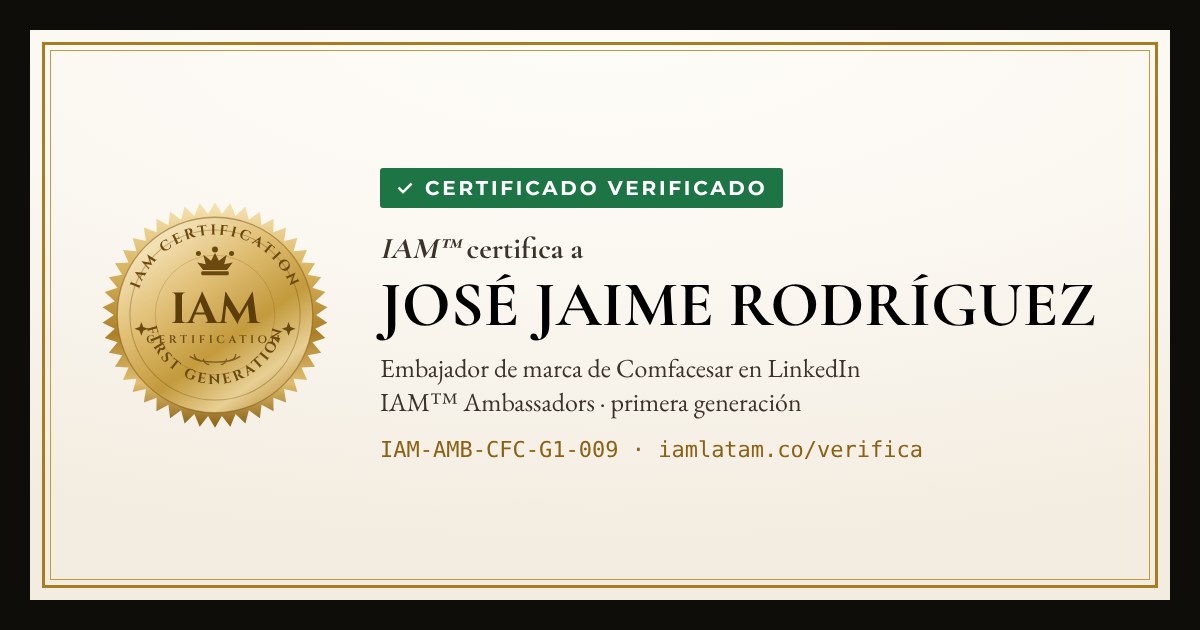 IAM CERTIFICATION
IAM
CERTIFICATION
FIRST GENERATION
✓ CERTIFICADO VERIFICADO
IAM™ certifica a
JOSÉ JAIME RODRÍGUEZ
Embajador de marca de Comfacesar en LinkedIn
IAM™ Ambassadors · primera generación
IAM-AMB-CFC-G1-009 · iamlatam.co/verifica